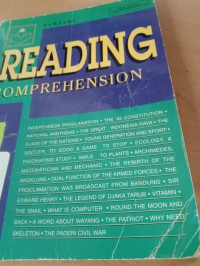 READING
COMPREHENSION
INDEPENDENCE PROCLAMATION • THE '45 CONSTITUTION •
NATIONAL ANTHEMS • THE GREAT INDONESIA RAYA • THE
FLAGS OF THE NATIONS • YOUNG GENERATION AND SPORT •
SOCCER, TO GOOD A GAME TO STOP • ECOLOGY, A
FASCINATING STUDY • SMILE TO PLANTS • ARCHIMEDES,
MATHEMATICIAN AND MECHANIC • THE REBIRTH OF THE
DUAL FUNCTION OF THE ARMED FORCES • THE
PROCLAMATION WAS BROADCAST FROM BANDUNG • SIR
EDWARD HENRY • THE LEGEND OF DJAKA TARUB • VITAMIN •
THE SNAIL • WHAT IS COMPUTER • ROUND THE MOON AND
BACK • A WORD ABOUT WAYANG • THE PATRIOT • WHY NEED
SKELETON • THE PADERI CIVIL WAR